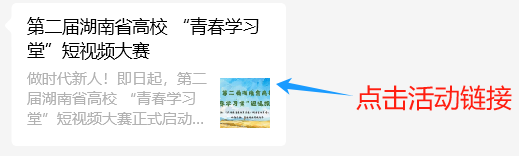 第二届湖南省高校 “青春学习
堂”短视频大赛
做时代新人！即日起，第二
届湖南省高校 “青春学习
堂”短视频大赛正式启动...
点击活动链接